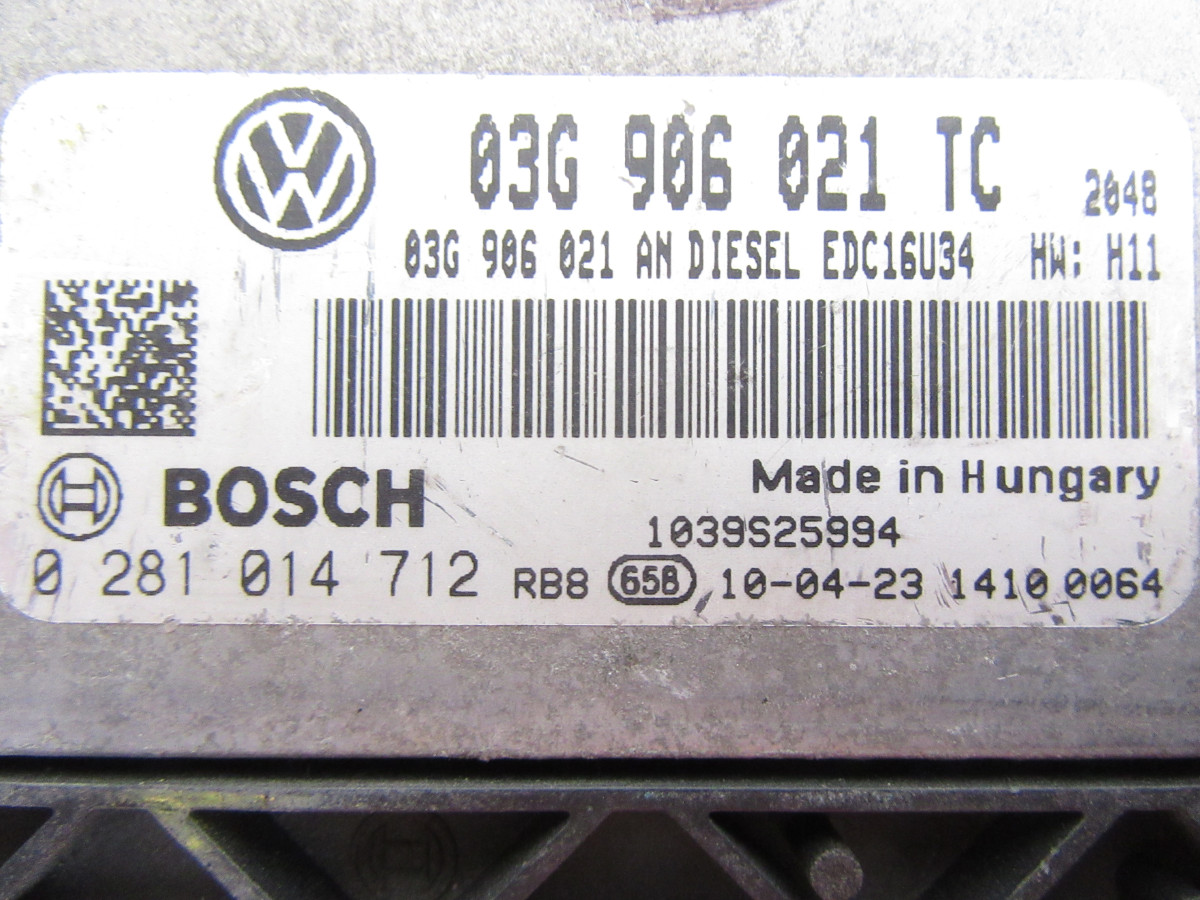 03G 906 021 TC 2048
03G 906 021 AN DIESEL EDC16U34 HW: H11
BOSCH
Made in Hungary
1039S25994
0 281 014 712 RB8 65B 10-04-23 1410 0064